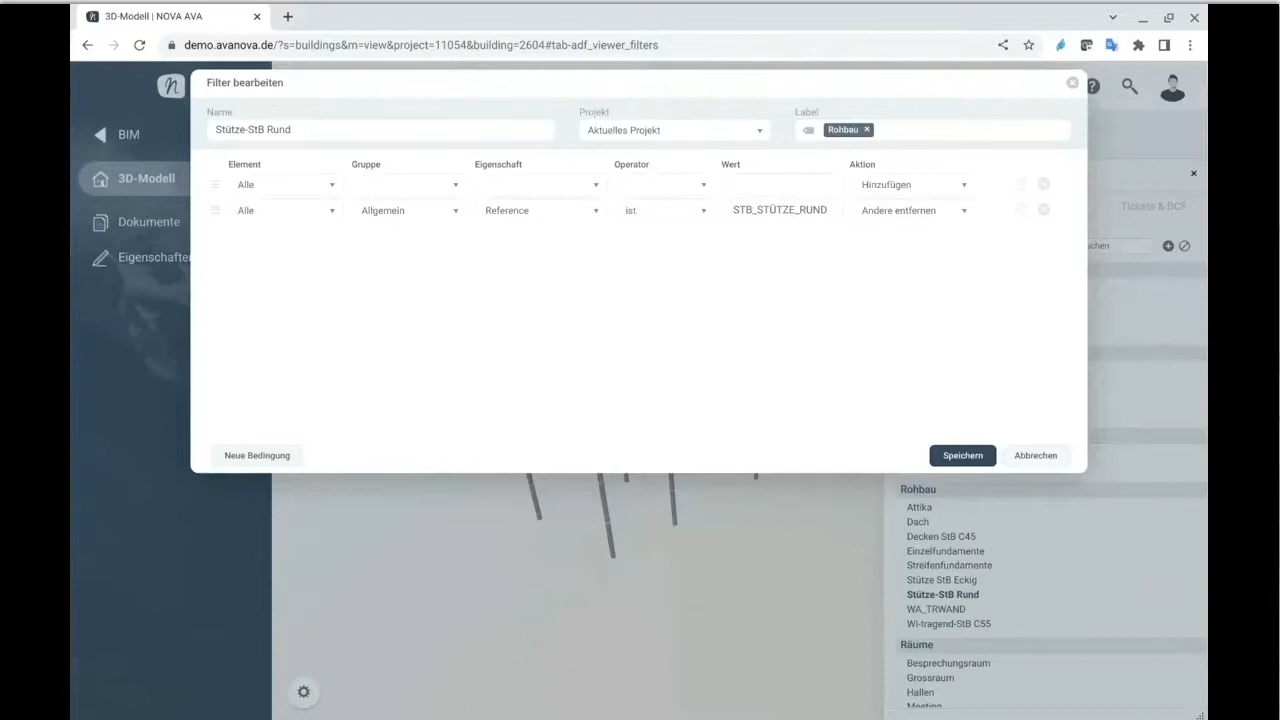 3D-Modell | NOVA AVA
demo.avanova.de/?s=buildings&m=view&project=11054&building=2604#tab-adf_viewer_filters
BIM
3D-Modell
Dokumente
Eigenschaften
Filter bearbeiten
Name
Projekt
Label
Stütze-StB Rund
Aktuelles Projekt
Rohbau
Element
Gruppe
Eigenschaft
Operator
Wert
Aktion
Alle
Hinzufügen
Alle
Allgemein
Reference
ist
STB_STÜTZE_RUND
Andere entfernen
Neue Bedingung
Speichern
Abbrechen
Tickets & BCF
uchen
Rohbau
Attika
Dach
Decken StB C45
Einzelfundamente
Streifenfundamente
Stütze StB Eckig
Stütze-StB Rund
WA_TRWAND
WI-tragend-StB C55
Räume
Besprechungsraum
Grossraum
Hallen
Meeting